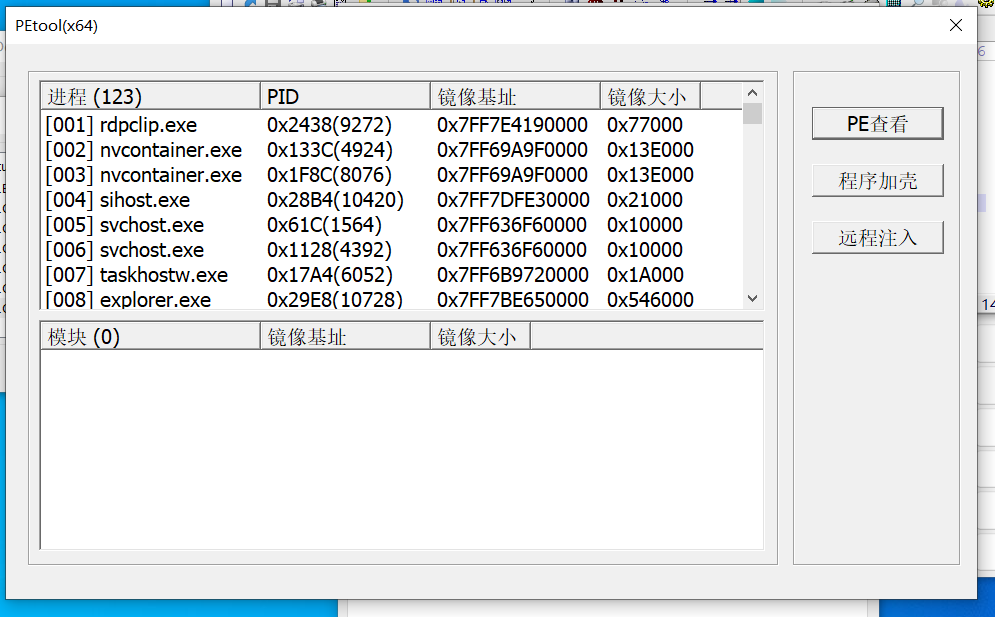 PEtool(x64)
进程 (123) PID 镜像基址 镜像大小
[001] rdpclip.exe 0x2438(9272) 0x7FF7E4190000 0x77000
[002] nvcontainer.exe 0x133C(4924) 0x7FF69A9F0000 0x13E000
[003] nvcontainer.exe 0x1F8C(8076) 0x7FF69A9F0000 0x13E000
[004] sihost.exe 0x28B4(10420) 0x7FF7DFE30000 0x21000
[005] svchost.exe 0x61C(1564) 0x7FF636F60000 0x10000
[006] svchost.exe 0x1128(4392) 0x7FF636F60000 0x10000
[007] taskhostw.exe 0x17A4(6052) 0x7FF6B9720000 0x1A000
[008] explorer.exe 0x29E8(10728) 0x7FF7BE650000 0x546000
模块 (0) 镜像基址 镜像大小
PE查看
程序加壳
远程注入
6
14